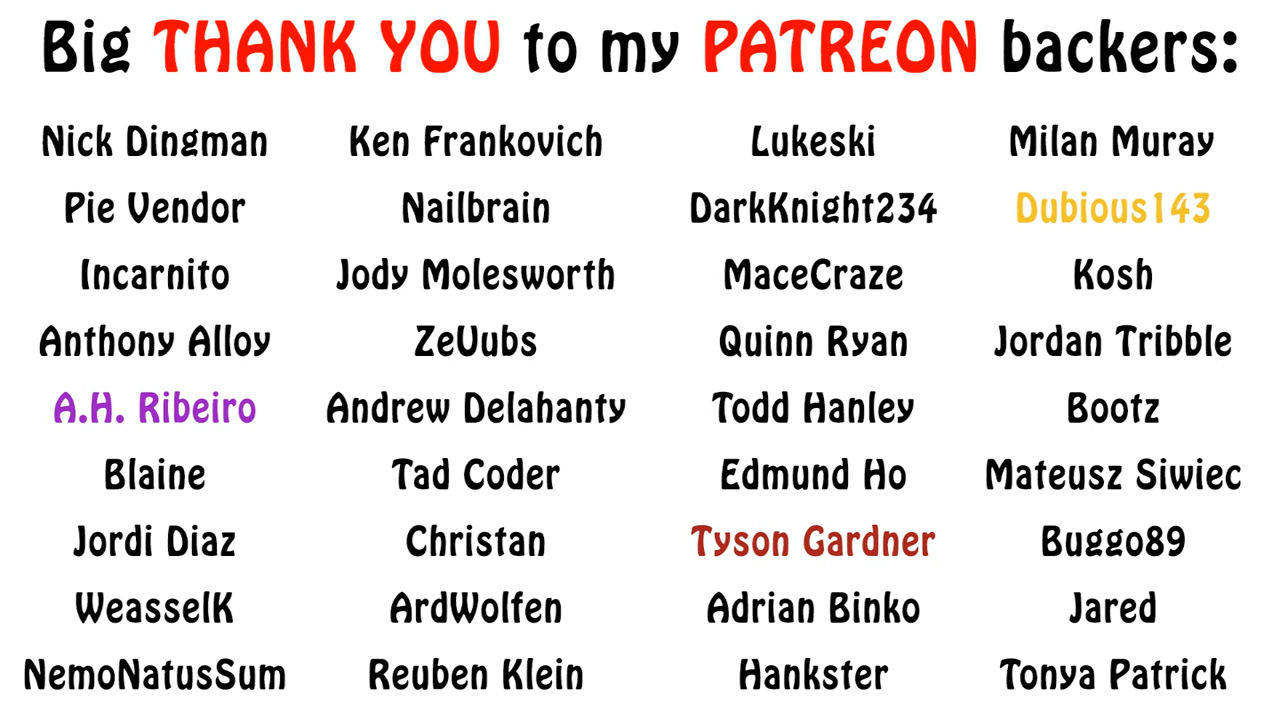 Big THANK YOU to my PATREON backers:
Nick Dingman Ken Frankovich Lukeski Milan Muray
Pie Vendor Nailbrain DarkKnight234 Dubious143
Incarnito Jody Molesworth MaceCraze Kosh
Anthony Alloy ZeVubs Quinn Ryan Jordan Tribble
A.H. Ribeiro Andrew Delahanty Todd Hanley Bootz
Blaine Tad Coder Edmund Ho Mateusz Siwiec
Jordi Diaz Christan Tyson Gardner Buggo89
WeasselK ArdWolfen Adrian Binko Jared
NemoNatusSum Reuben Klein Hankster Tonya Patrick